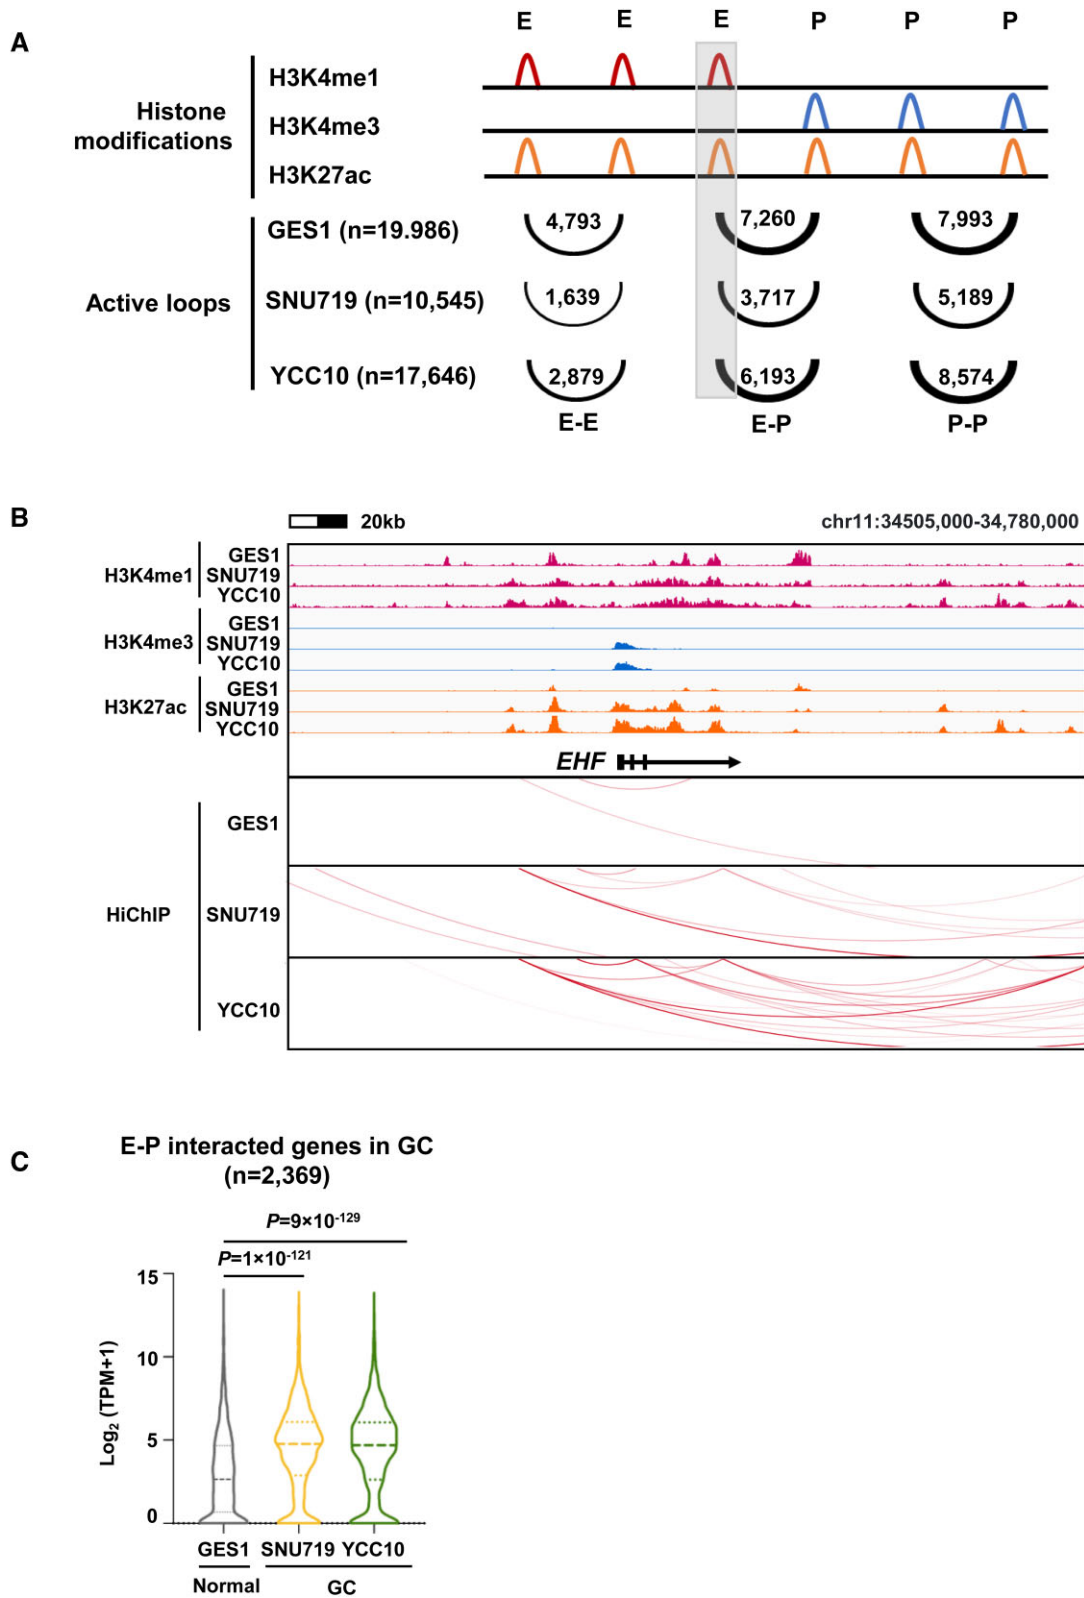 A
E E E P P P
Histone modifications
H3K4me1
H3K4me3
H3K27ac
Active loops
GES1 (n=19.986) 4,793 7,260 7,993
SNU719 (n=10,545) 1,639 3,717 5,189
YCC10 (n=17,646) 2,879 6,193 8,574
E-E E-P P-P
B
20kb chr11:34505,000-34,780,000
H3K4me1
GES1
SNU719
YCC10
H3K4me3
GES1
SNU719
YCC10
H3K27ac
GES1
SNU719
YCC10
EHF
HiChIP
GES1
SNU719
YCC10
C
E-P interacted genes in GC
(n=2,369)
P=9×10⁻¹²⁹
P=1×10⁻¹²¹
Log₂ (TPM+1)
15
10
5
0
GES1 SNU719 YCC10
Normal GC